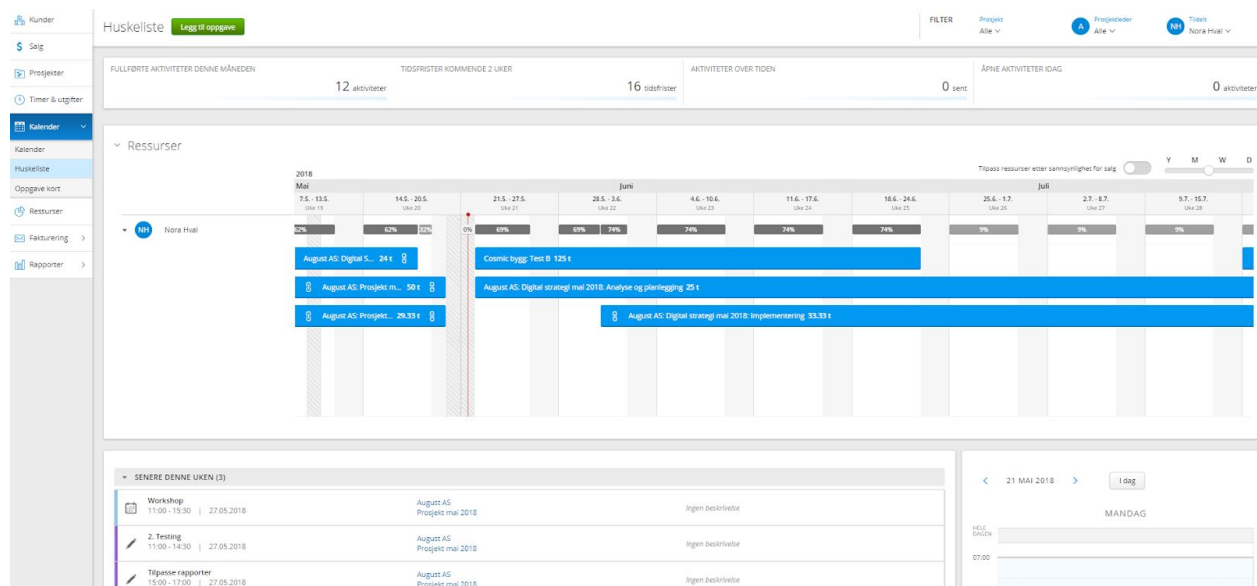 Kunder
Salg
Prosjekter
Timer & utgifter
Kalender
Kalender
Huskeliste
Oppgave kort
Ressurser
Fakturering
Rapporter
Huskeliste Legg til oppgave
FILTER
Prosjekt
Alle
A
Prosjektleder
Alle
NH
Tildelt
Nora Hval
FULLFØRTE AKTIVITETER DENNE MÅNEDEN
12 aktiviteter
TIDSFRISTER KOMMENDE 2 UKER
16 tidsfrister
AKTIVITETER OVER TIDEN
0 sent
ÅPNE AKTIVITETER IDAG
0 aktiviteter
Ressurser
Tilpass ressurser etter sannsynlighet for salg
Y M W D
2018
Mai Juni Juli
7.5. - 13.5. 14.5. - 20.5. 21.5. - 27.5. 28.5. - 3.6. 4.6. - 10.6. 11.6. - 17.6. 18.6. - 24.6. 25.6. - 1.7. 2.7. - 8.7. 9.7. - 15.7.
Uke 19 Uke 20 Uke 21 Uke 22 Uke 23 Uke 24 Uke 25 Uke 26 Uke 27 Uke 28
NH Nora Hval 62% 62% 32% 0% 69% 69% 74% 74% 74% 74% 9% 9% 9%
August AS: Digital S... 24 t Cosmic bygg: Test B 125 t
August AS: Prosjekt m... 50 t August AS: Digital strategi mai 2018: Analyse og planlegging 25 t
August AS: Prosjekt... 29.33 t August AS: Digital strategi mai 2018: Implementering 33.33 t
SENERE DENNE UKEN (3)
Workshop
11:00 - 15:30 | 27.05.2018
August AS
Prosjekt mai 2018
Ingen beskrivelse
2. Testing
11:00 - 14:30 | 27.05.2018
August AS
Prosjekt mai 2018
Ingen beskrivelse
Tilpasse rapporter
15:00 - 17:00 | 27.05.2018
August AS
Prosjekt mai 2018
Ingen beskrivelse
21 MAI 2018 I dag
MANDAG
HELE
DAGEN
07:00